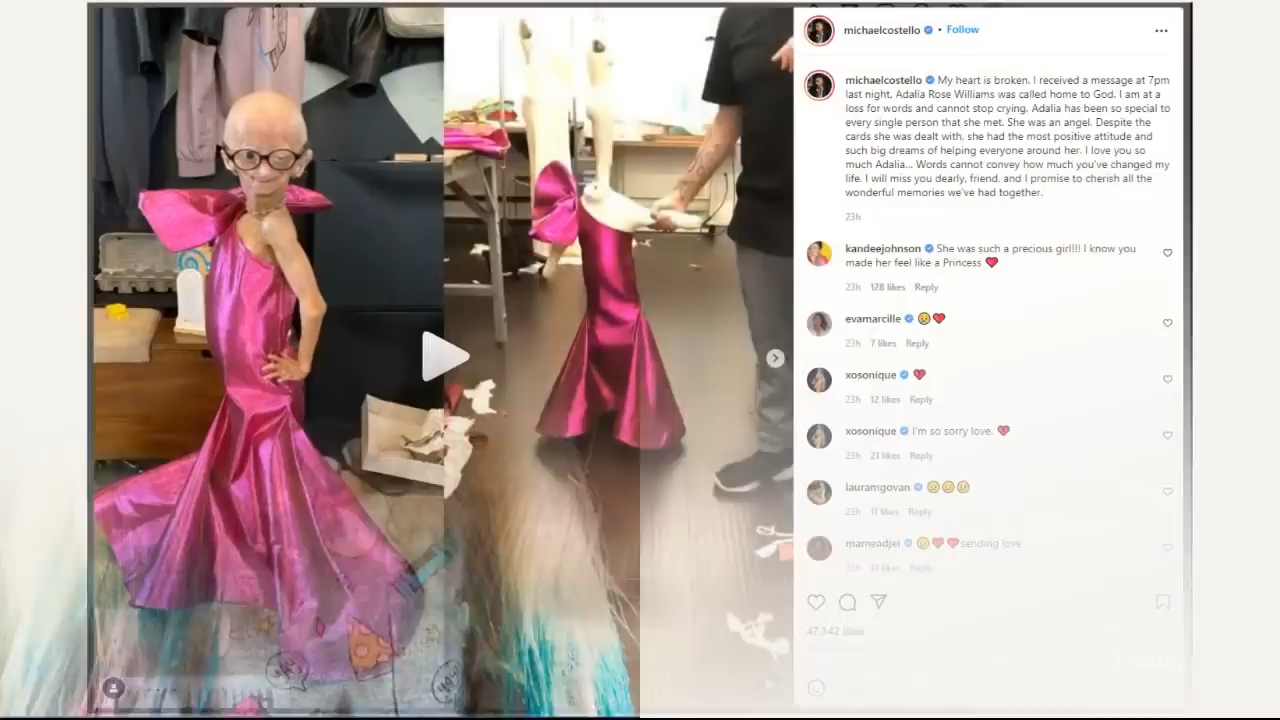 michaelcostello • Follow
michaelcostello My heart is broken. I received a message at 7pm
last night, Adalia Rose Williams was called home to God. I am at a
loss for words and cannot stop crying. Adalia has been so special to
every single person that she met. She was an angel. Despite the
cards she was dealt with, she had the most positive attitude and
such big dreams of helping everyone around her. I love you so
much Adalia... Words cannot convey how much you've changed my
life. I will miss you dearly, friend, and I promise to cherish all the
wonderful memories we've had together.
23h
kandeejohnson She was such a precious girl!!! I know you
made her feel like a Princess ❤️
23h 128 likes Reply
evamarcille 😢❤️
23h 7 likes Reply
xosonique 💔
23h 12 likes Reply
xosonique I'm so sorry love. 💔
23h 21 likes Reply
lauramgovan 😢😢😢
23h 11 likes Reply
mameadjei 😢❤️❤️sending love
23h 10 likes Reply
47,342 likes